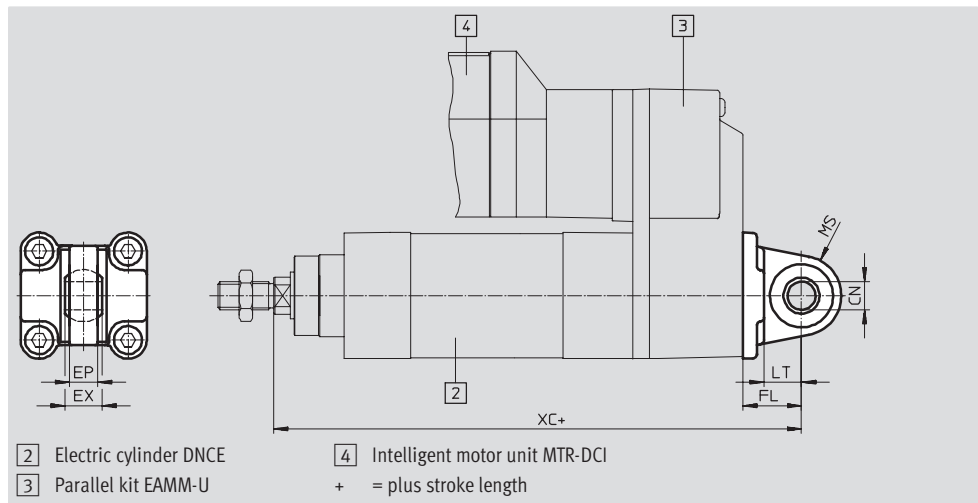 4
3
MS
CN
EP
LT
EX
FL
2
XC+
2 Electric cylinder DNCE
3 Parallel kit EAMM-U
4 Intelligent motor unit MTR-DCI
+ = plus stroke length